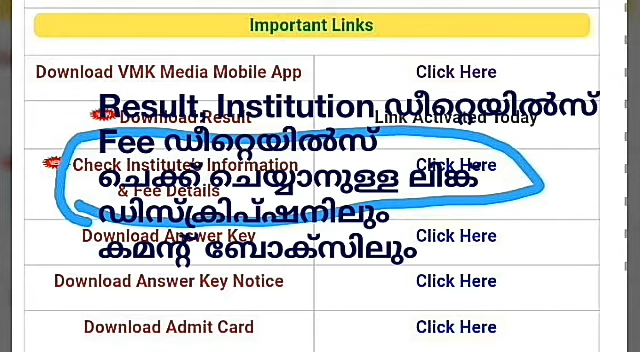 Important Links
Download VMK Media Mobile App Click Here
Download Result Link Activated Today
Check Institutes Information Click Here
& Fee Details
Download Answer Key Click Here
Download Answer Key Notice Click Here
Download Admit Card Click Here
Result, Institution ഡീറ്റെയിൽസ്
Fee ഡീറ്റെയിൽസ്
ചെക്ക് ചെയ്യാനുള്ള ലിങ്ക്
ഡിസ്ക്രിപ്ഷനിലും
കമന്റ് ബോക്സിലും